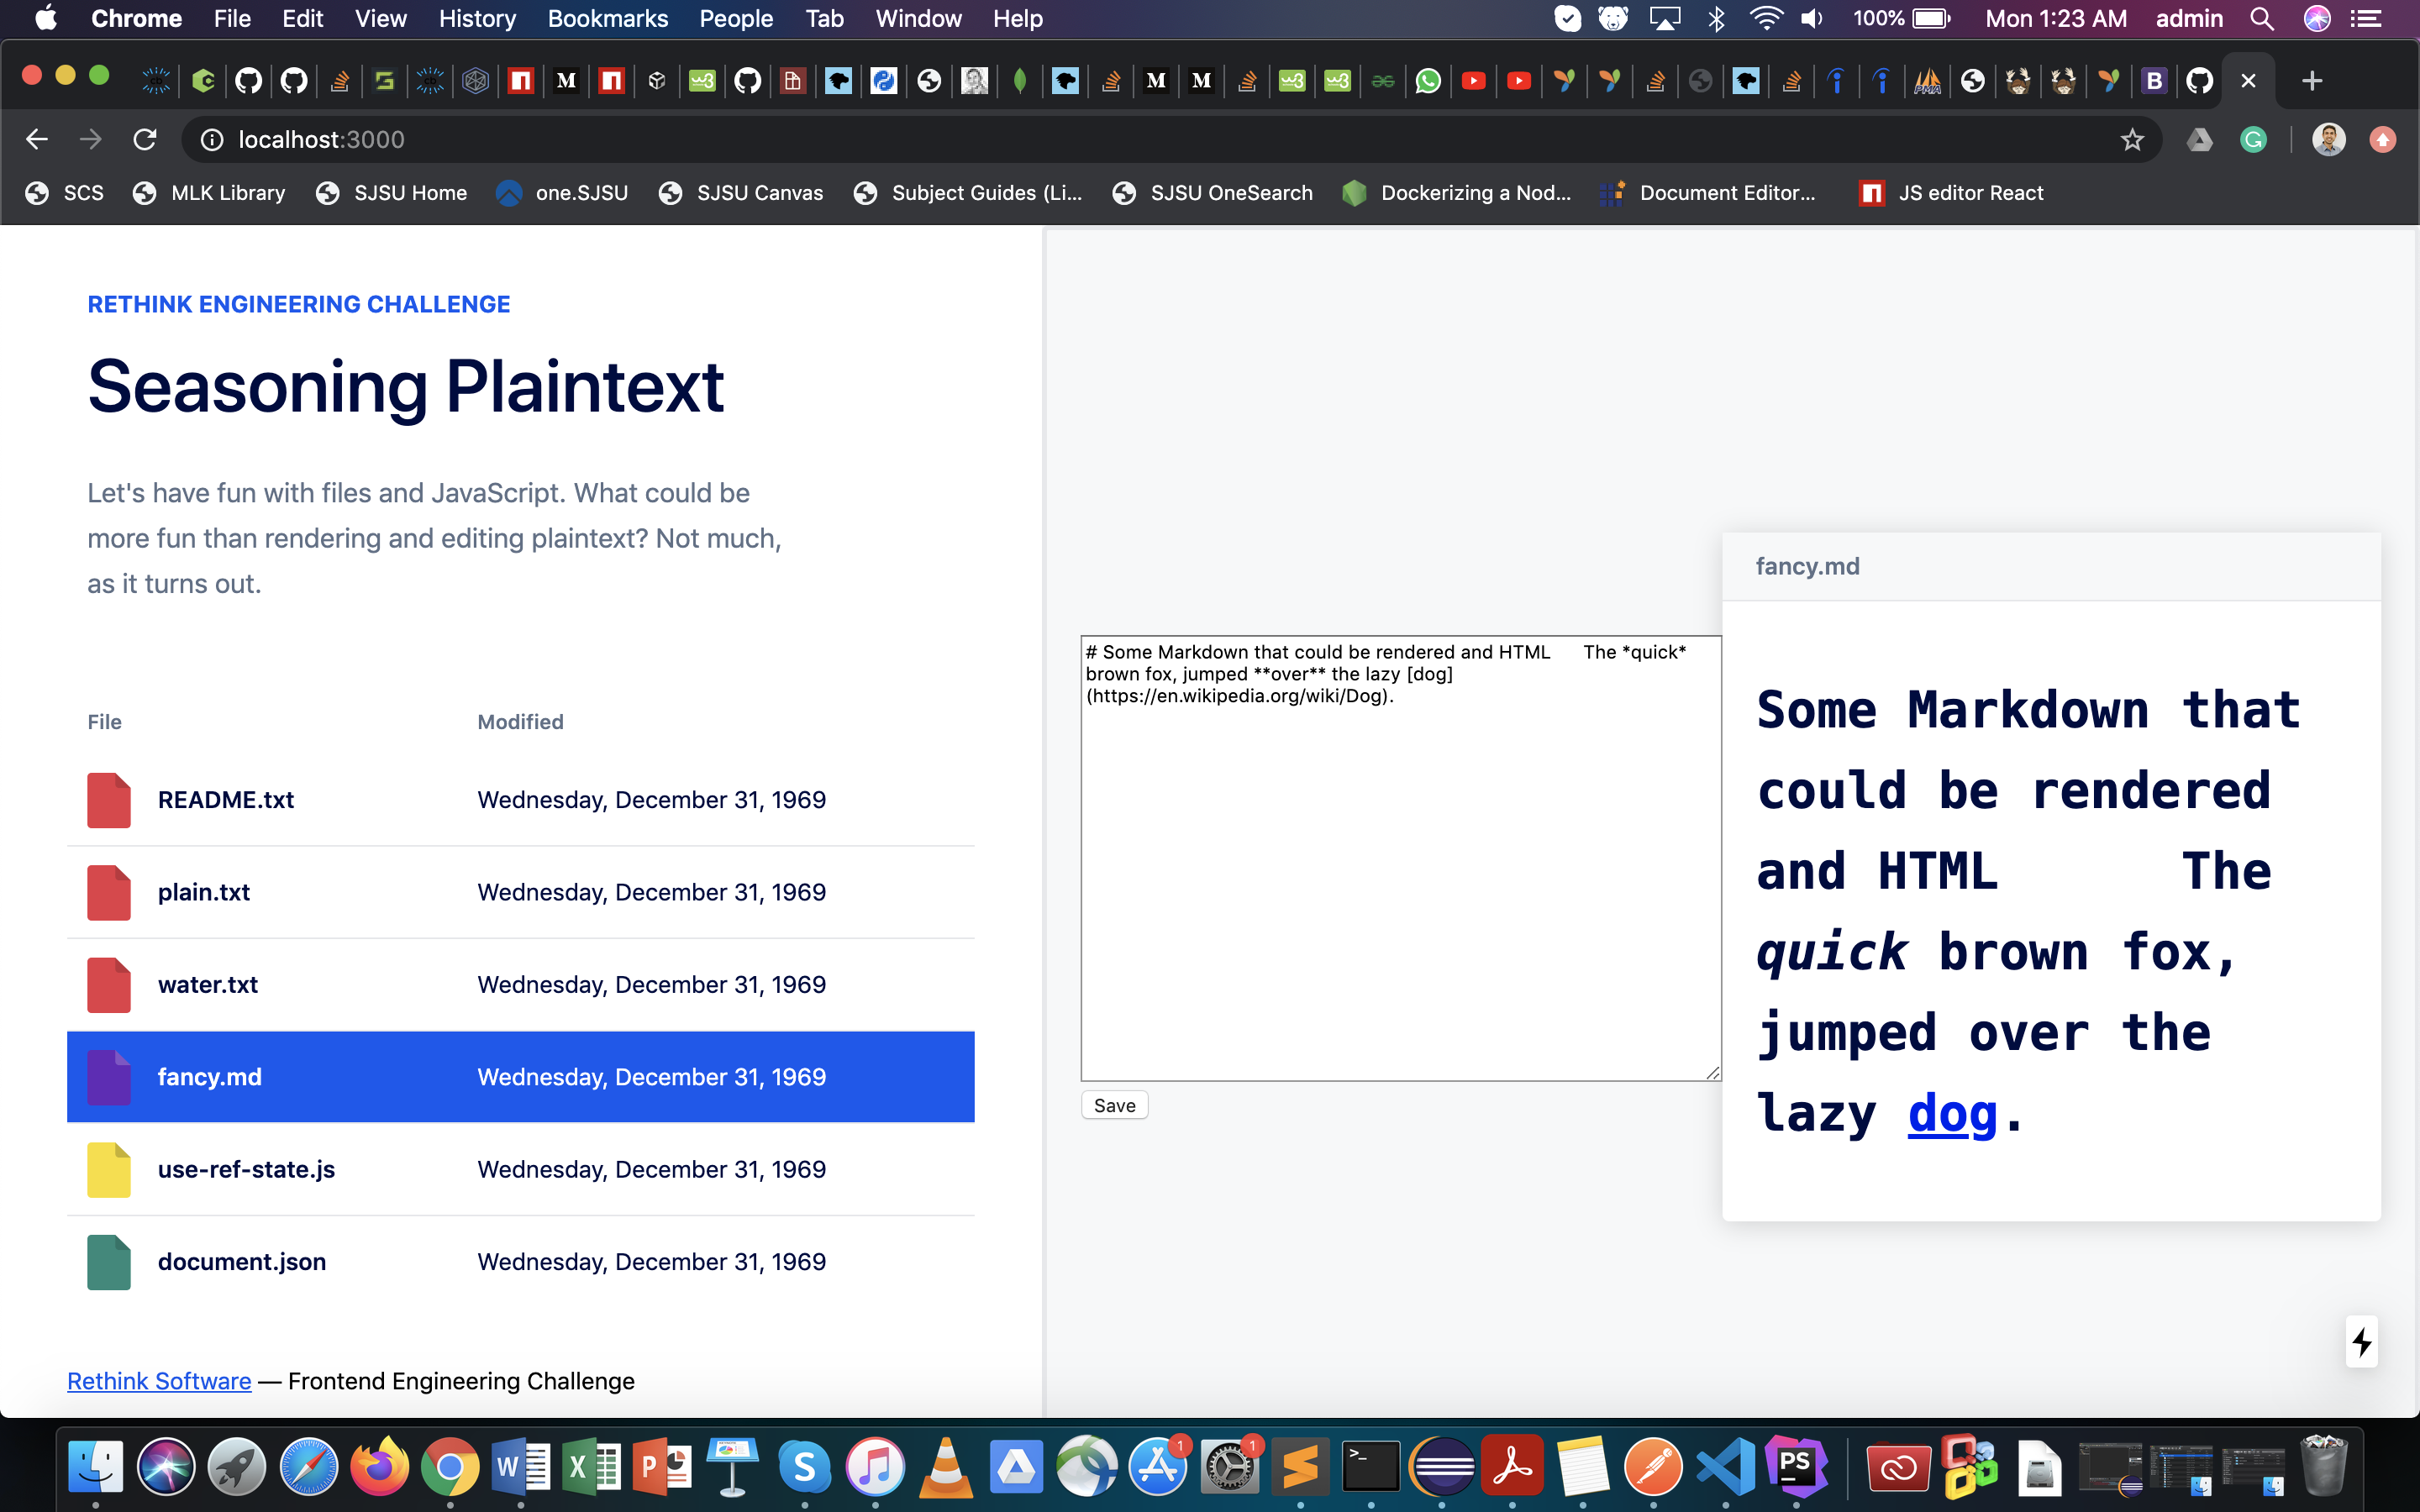 Chrome File Edit View History Bookmarks People Tab Window Help 100% Mon 1:23 AM admin
localhost:3000
SCS MLK Library SJSU Home one.SJSU SJSU Canvas Subject Guides (Li... SJSU OneSearch Dockerizing a Nod... Document Editor... JS editor React
RETHINK ENGINEERING CHALLENGE
Seasoning Plaintext
Let's have fun with files and JavaScript. What could be
more fun than rendering and editing plaintext? Not much,
as it turns out.
File Modified
README.txt Wednesday, December 31, 1969
plain.txt Wednesday, December 31, 1969
water.txt Wednesday, December 31, 1969
fancy.md Wednesday, December 31, 1969
use-ref-state.js Wednesday, December 31, 1969
document.json Wednesday, December 31, 1969
Rethink Software — Frontend Engineering Challenge
# Some Markdown that could be rendered and HTML The *quick*
brown fox, jumped **over** the lazy [dog]
(https://en.wikipedia.org/wiki/Dog).
Save
fancy.md
Some Markdown that
could be rendered
and HTML The
quick brown fox,
jumped over the
lazy dog.